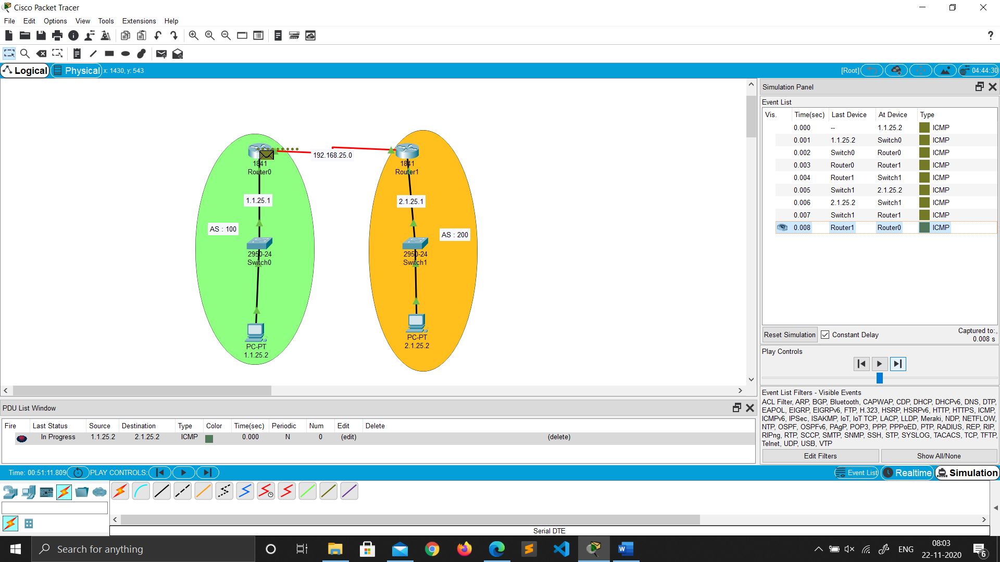 Cisco Packet Tracer
File Edit Options View Tools Extensions Help
?
Logical Physical x: 1430, y: 543 [Root] 04:44:30
1841
Router0
192.168.25.0
1841
Router1
1.1.25.1
2.1.25.1
AS : 100
AS : 200
2950-24
Switch0
2950-24
Switch1
PC-PT
1.1.25.2
PC-PT
2.1.25.2
Simulation Panel
Event List
Vis. Time(sec) Last Device At Device Type
0.000 -- 1.1.25.2 ICMP
0.001 1.1.25.2 Switch0 ICMP
0.002 Switch0 Router0 ICMP
0.003 Router0 Router1 ICMP
0.004 Router1 Switch1 ICMP
0.005 Switch1 2.1.25.2 ICMP
0.006 2.1.25.2 Switch1 ICMP
0.007 Switch1 Router1 ICMP
0.008 Router1 Router0 ICMP
Reset Simulation Constant Delay Captured to:
0.008 s
Play Controls
Event List Filters - Visible Events
ACL Filter, ARP, BGP, Bluetooth, CAPWAP, CDP, DHCP, DHCPv6, DNS, DTP,
EAPOL, EIGRP, EIGRPv6, FTP, H.323, HSRP, HSRPv6, HTTP, HTTPS, ICMP,
ICMPv6, IPSec, ISAKMP, IoT, IoT TCP, LACP, LLDP, Meraki, NDP, NETFLOW,
NTP, OSPF, OSPFv6, PAgP, POP3, PPP, PPPoED, PTP, RADIUS, REP, RIP,
RIPng, RTP, SCCP, SMTP, SNMP, SSH, STP, SYSLOG, TACACS, TCP, TFTP,
Telnet, UDP, USB, VTP
Edit Filters Show All/None
PDU List Window
Fire Last Status Source Destination Type Color Time(sec) Periodic Num Edit Delete
In Progress 1.1.25.2 2.1.25.2 ICMP 0.000 N 0 (edit) (delete)
Time: 00:51:11.809 PLAY CONTROLS: Event List Realtime Simulation
Serial DTE
Search for anything
ENG
08:03
22-11-2020
6